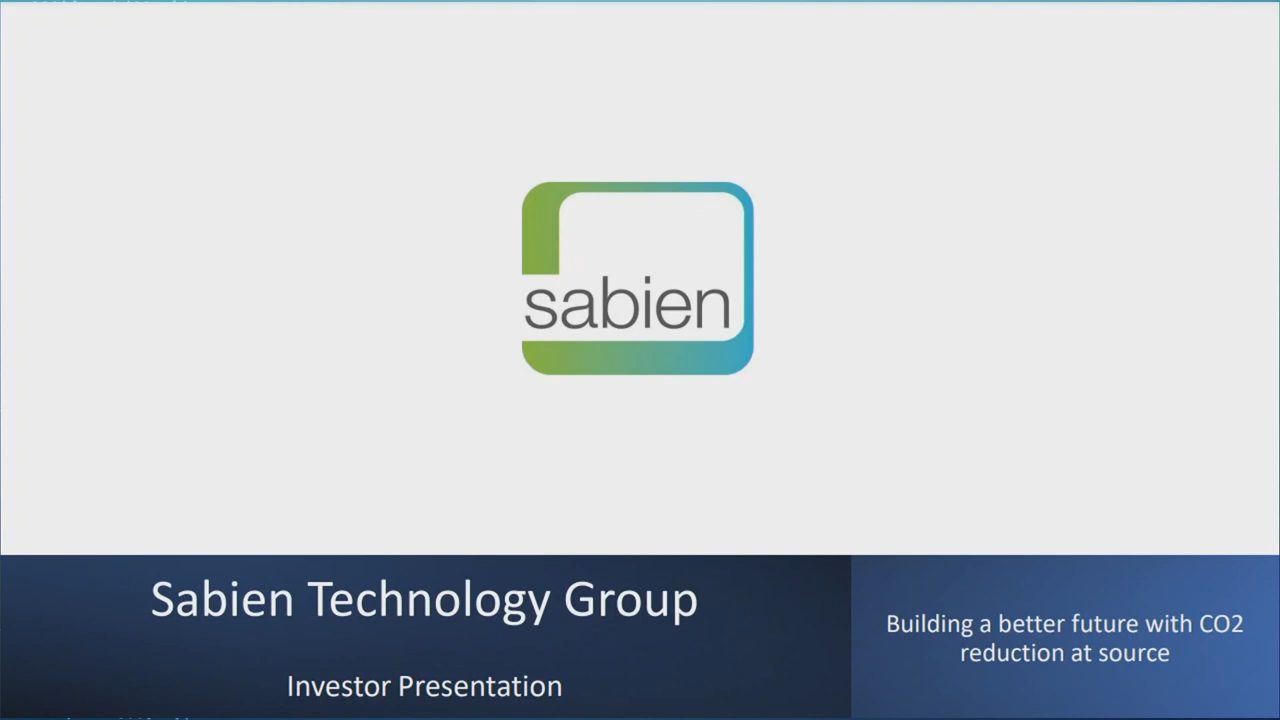 sabien
Sabien Technology Group
Investor Presentation
Building a better future with CO2
reduction at source